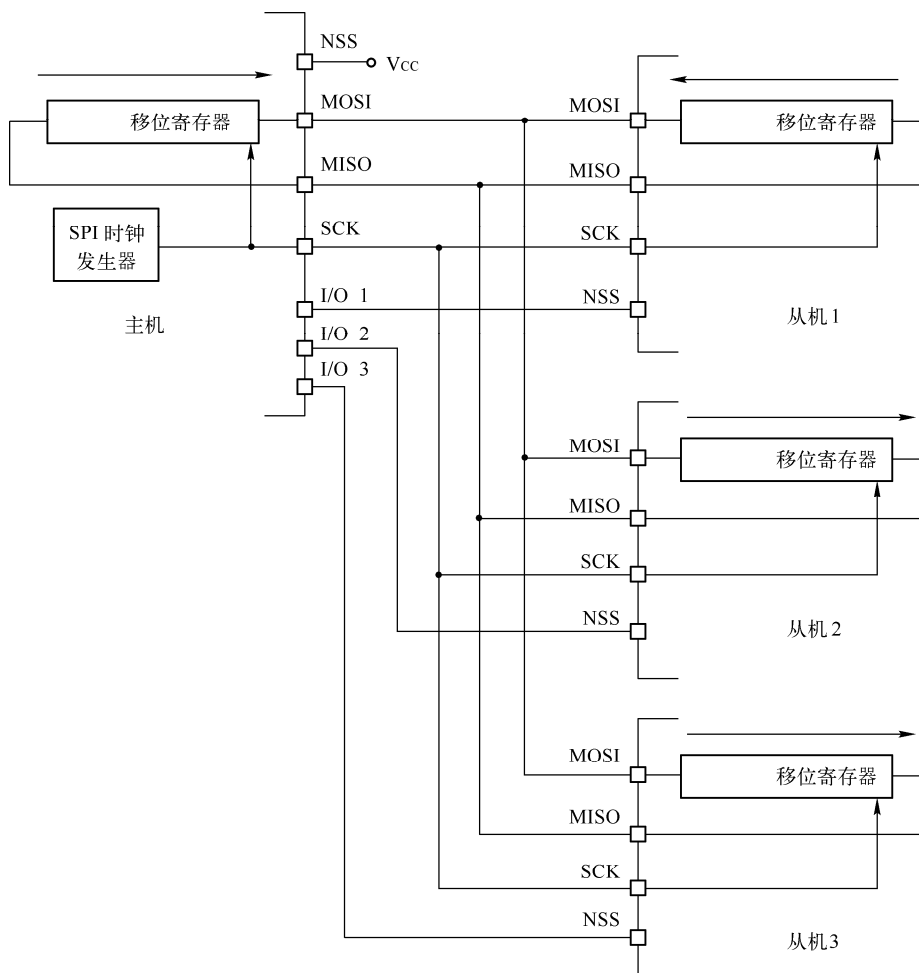 NSS
VCC
MOSI
移位寄存器
MISO
SCK
SPI 时钟
发生器
I/O 1
主机
I/O 2
I/O 3
MOSI
移位寄存器
MISO
SCK
NSS
从机 1
MOSI
移位寄存器
MISO
SCK
NSS
从机 2
MOSI
移位寄存器
MISO
SCK
NSS
从机 3